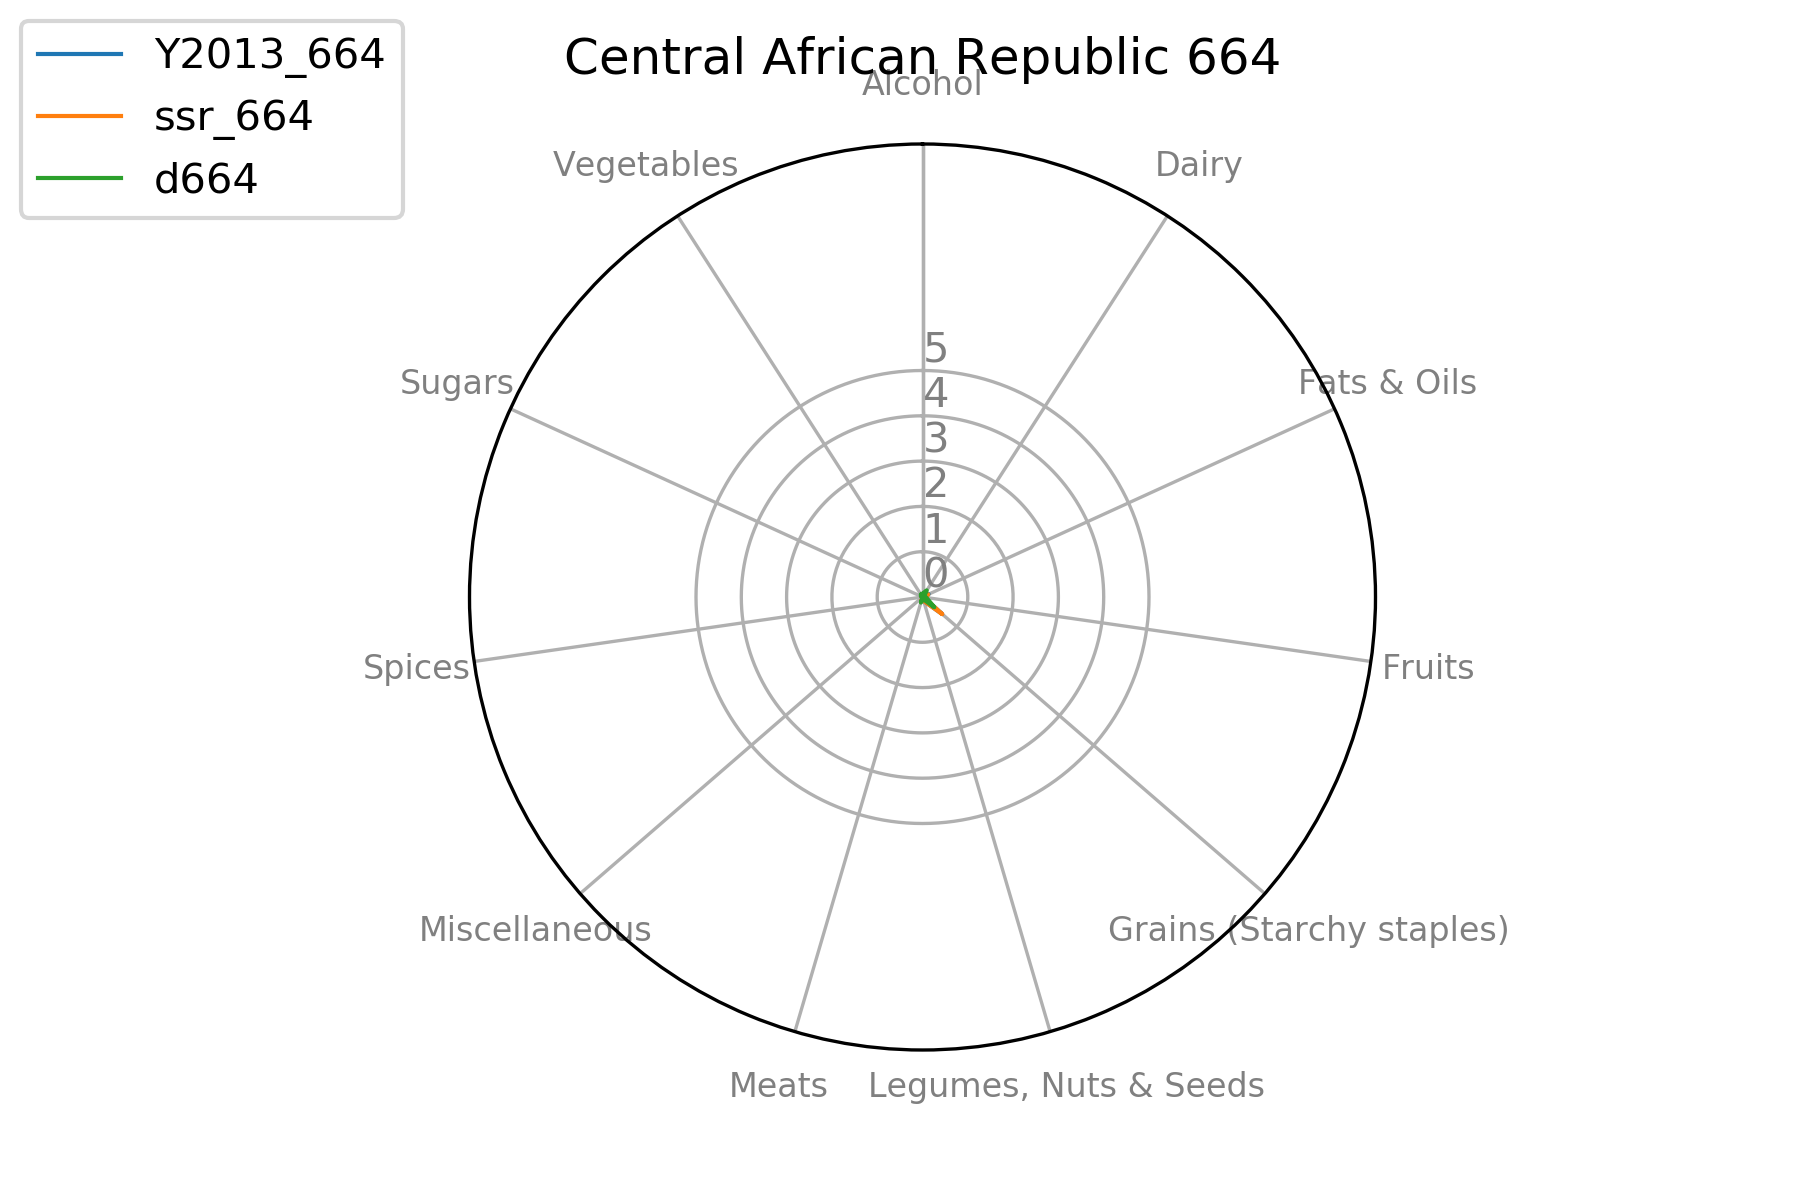 Central African Republic 664
Y2013_664
ssr_664
d664
Alcohol
Vegetables
Dairy
Sugars
Fats & Oils
5
4
3
2
1
0
Spices
Fruits
Miscellaneous
Grains (Starchy staples)
Meats
Legumes, Nuts & Seeds